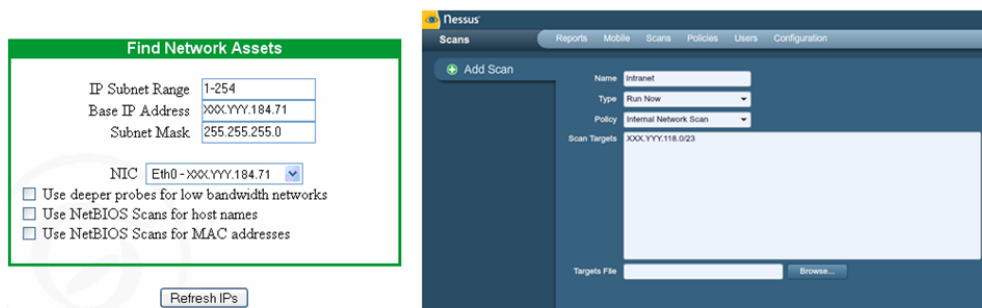 Find Network Assets
IP Subnet Range 1-254
Base IP Address XXX.YYY.184.71
Subnet Mask 255.255.255.0
NIC Eth0 - XXX.YYY.184.71
Use deeper probes for low bandwidth networks
Use NetBIOS Scans for host names
Use NetBIOS Scans for MAC addresses
Refresh IPs
Nessus
Scans Reports Mobile Scans Policies Users Configuration
Add Scan
Name Intranet
Type Run Now
Policy Internal Network Scan
Scan Targets XXX.YYY.118.0/23
Targets File Browse...